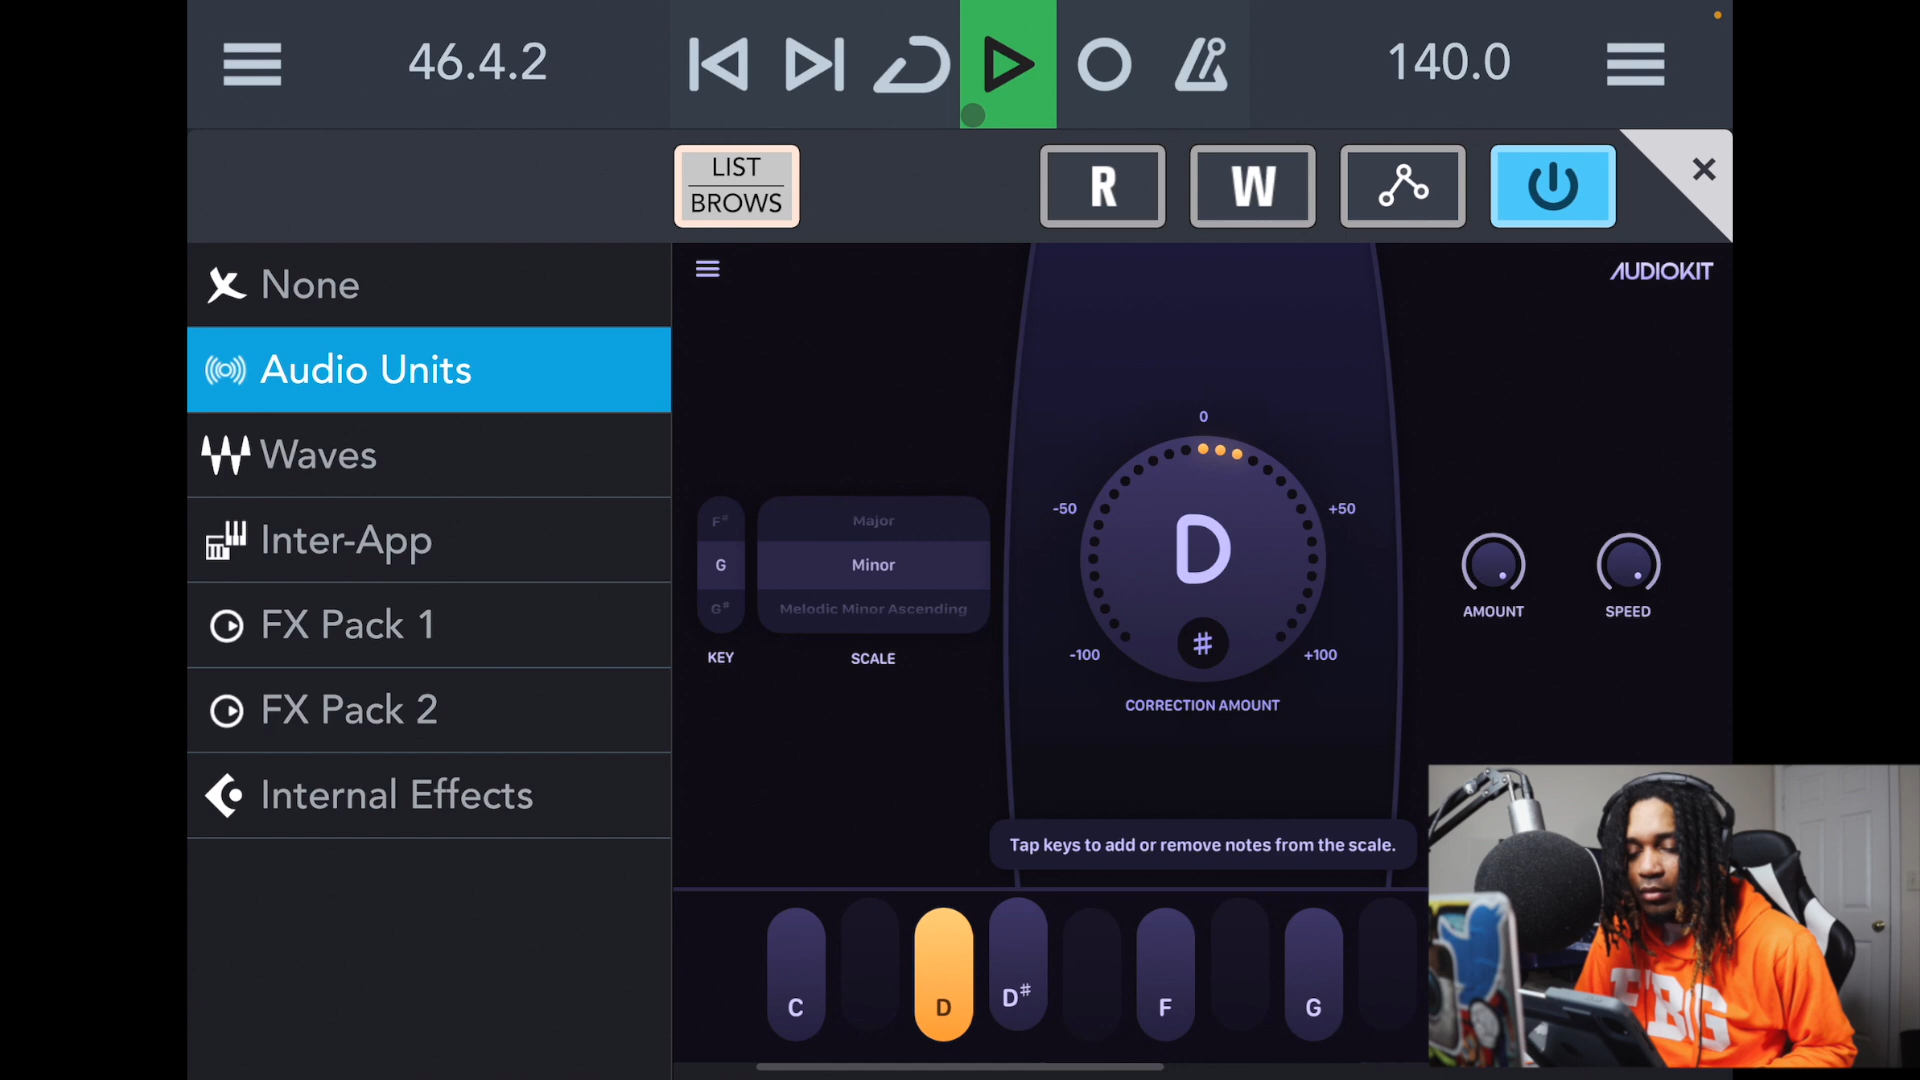 46.4.2
140.0
LIST
BROWS
R
W
×
None
Audio Units
Waves
Inter-App
FX Pack 1
FX Pack 2
Internal Effects
AUDIOKIT
F#
G
G#
KEY
Major
Minor
Melodic Minor Ascending
SCALE
0
-50
+50
D
#
-100
+100
CORRECTION AMOUNT
AMOUNT
SPEED
Tap keys to add or remove notes from the scale.
C
D
D#
F
G